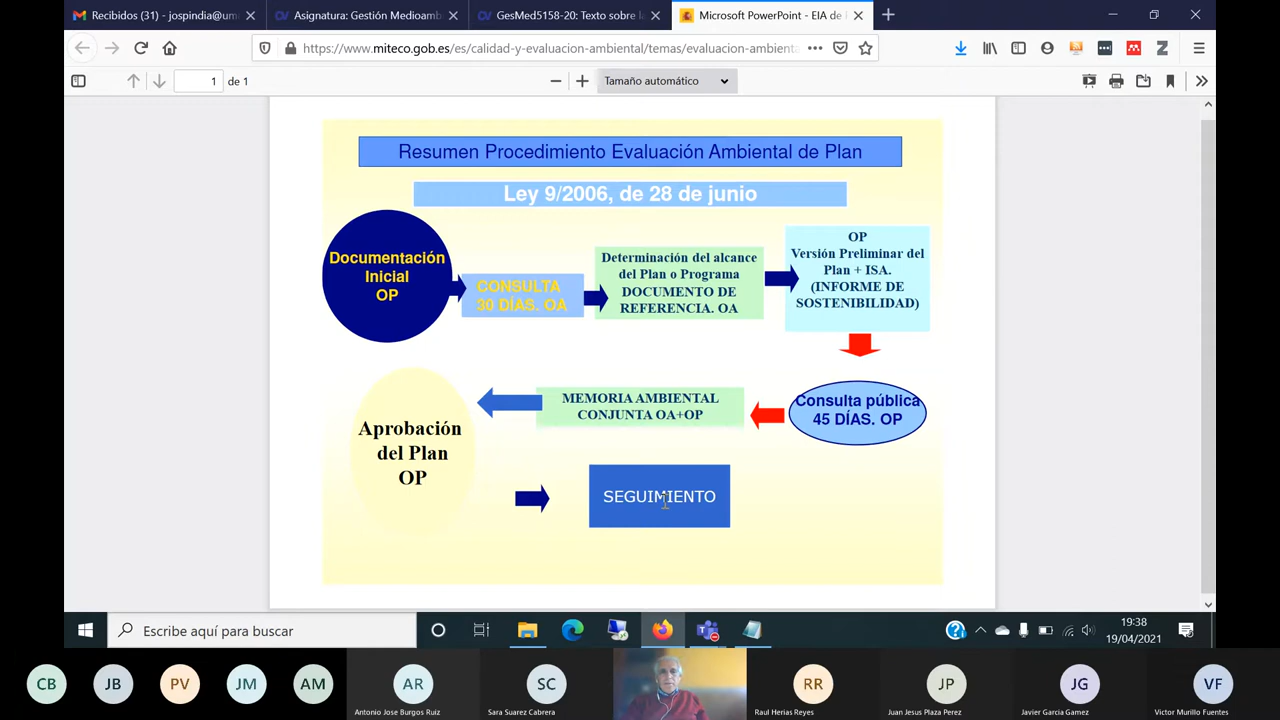 Recibidos (31) - jospindia@um
Asignatura: Gestión Medioamb
GesMed5158-20: Texto sobre l
Microsoft PowerPoint - EIA de
https://www.miteco.gob.es/es/calidad-y-evaluacion-ambiental/temas/evaluacion-ambienta
1
de 1
Tamaño automático
Resumen Procedimiento Evaluación Ambiental de Plan
Ley 9/2006, de 28 de junio
Documentación
Inicial
OP
CONSULTA
30 DÍAS. OA
Determinación del alcance
del Plan o Programa
DOCUMENTO DE
REFERENCIA. OA
OP
Versión Preliminar del
Plan + ISA.
(INFORME DE
SOSTENIBILIDAD)
Consulta pública
45 DÍAS. OP
MEMORIA AMBIENTAL
CONJUNTA OA+OP
Aprobación
del Plan
OP
SEGUIMIENTO
Escribe aquí para buscar
19:38
19/04/2021
CB
JB
PV
JM
AM
AR
Antonio Jose Burgos Ruiz
SC
Sara Suarez Cabrera
RR
Raul Herias Reyes
JP
Juan Jesus Plaza Perez
JG
Javier Garcia Gamez
VF
Victor Murillo Fuentes